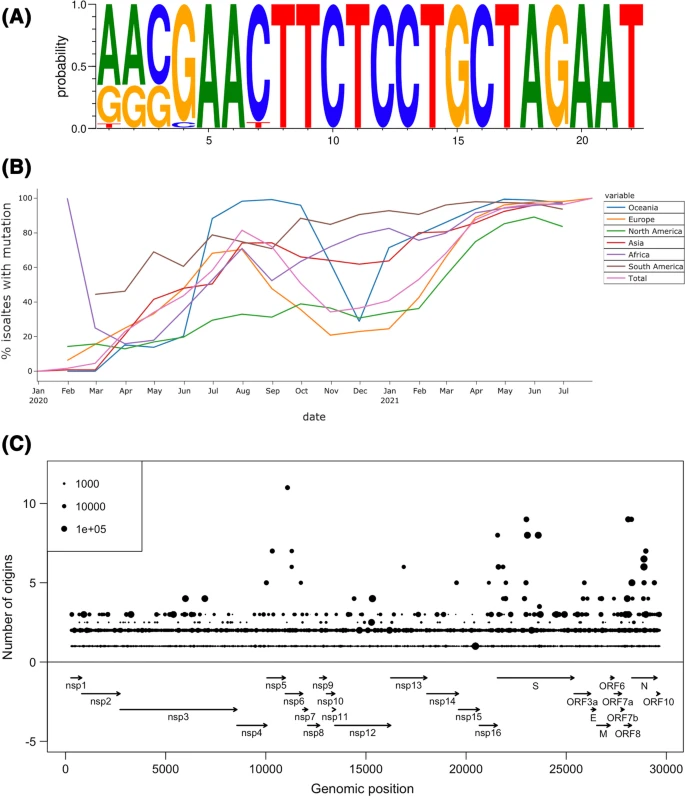 (A)
probability
1.0
0.5
0.0
AACGAACTTCTCCTGCTAGAAT
GGGC T
T
5 10 15 20
(B)
% isoaltes with mutation
100
80
60
40
20
0
Jan 2020 Feb Mar Apr May Jun Jul Aug Sep Oct Nov Dec Jan 2021 Feb Mar Apr May Jun Jul
date
variable
Oceania
Europe
North America
Asia
Africa
South America
Total
(C)
1000
10000
1e+05
Number of origins
10
5
0
-5
nsp1 nsp5 nsp9 nsp13 S ORF6 N
nsp2 nsp6 nsp10 nsp14 ORF3a ORF7a ORF10
nsp3 nsp7 nsp11 nsp15 E ORF7b
nsp4 nsp8 nsp12 nsp16 M ORF8
0 5000 10000 15000 20000 25000 30000
Genomic position